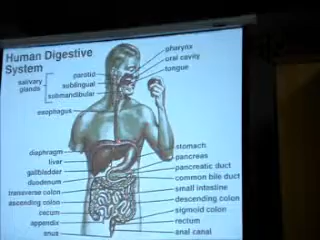 Human Digestive
System
salivary
glands
parotid
sublingual
submandibular
esophagus
pharynx
oral cavity
tongue
diaphragm
liver
gallbladder
duodenum
transverse colon
ascending colon
cecum
appendix
anus
stomach
pancreas
pancreatic duct
common bile duct
small intestine
descending colon
sigmoid colon
rectum
anal canal